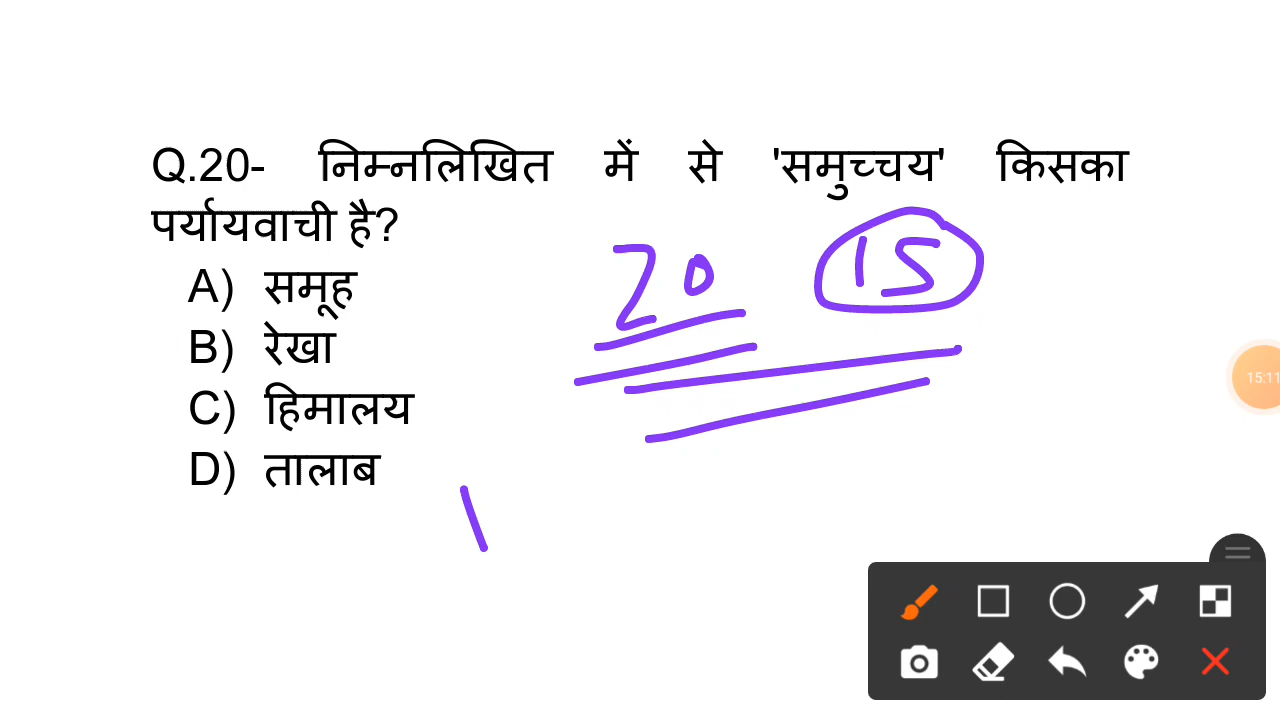 Q.20- निम्नलिखित में से 'समुच्चय' किसका
पर्यायवाची है?
20 15
A) समूह
B) रेखा
C) हिमालय
D) तालाब
15:11